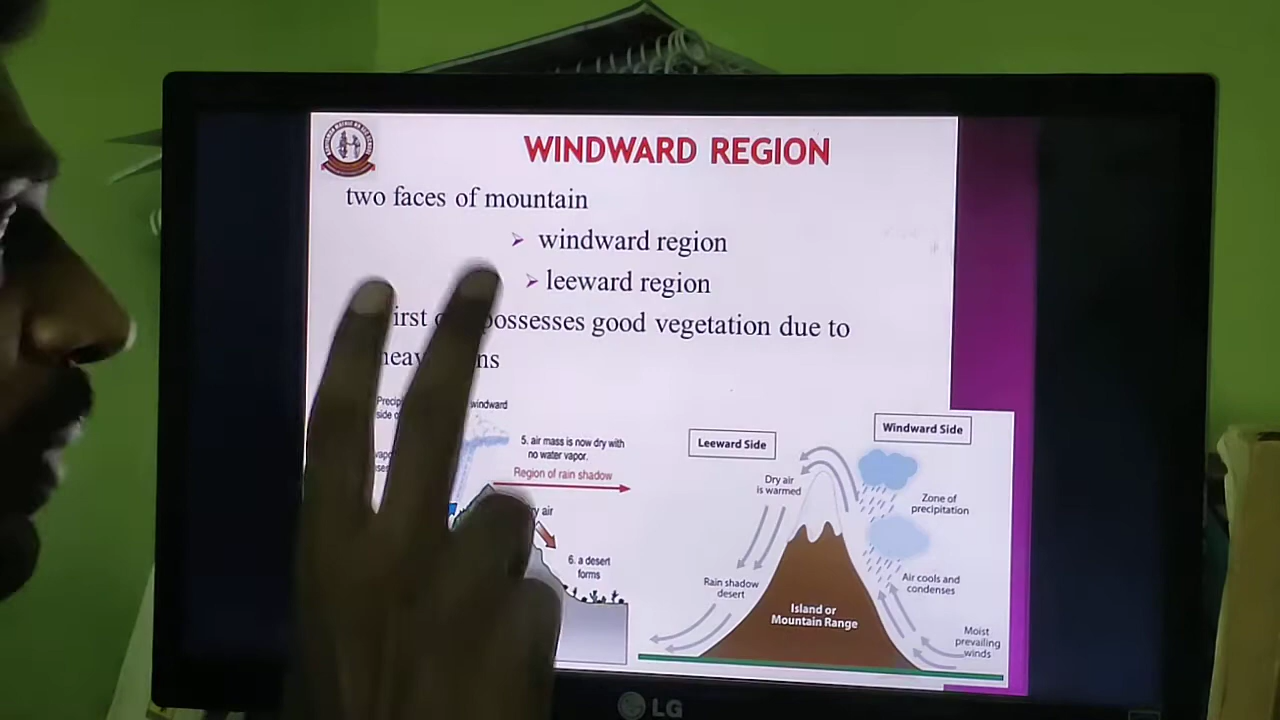 WINDWARD REGION
two faces of mountain
windward region
leeward region
possesses good vegetation due to
windward
5. air mass is now dry with
no water vapor.
Region of rain shadow
air
6. a desert
forms
Leeward Side
Windward Side
Dry air
is warmed
Zone of
precipitation
Rain shadow
desert
Air cools and
condenses
Island or
Mountain Range
Moist
prevailing
winds
LG